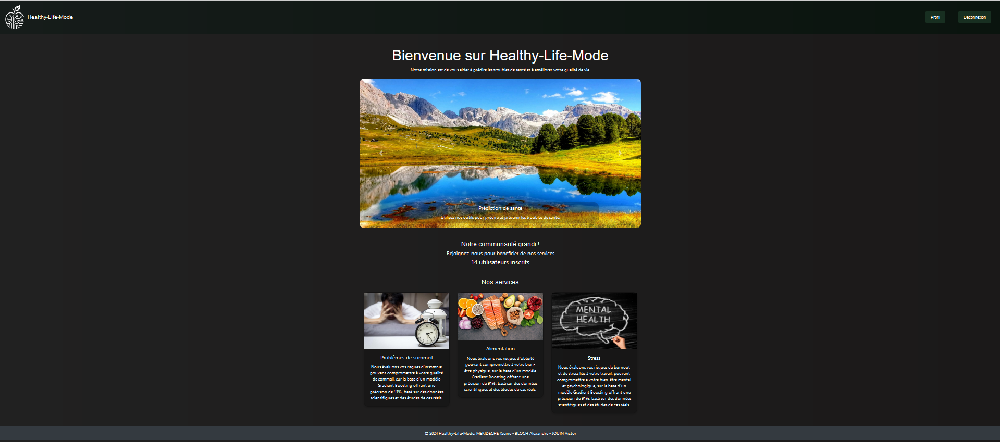 Healthy-Life-Mode
Profil
Déconnexion
Bienvenue sur Healthy-Life-Mode
Notre mission est de vous aider à prédire les troubles de santé et à améliorer votre qualité de vie.
Prédiction de santé
Utilisez nos outils pour prédire et prévenir les troubles de santé.
Notre communauté grandi !
Rejoignez-nous pour bénéficier de nos services
14 utilisateurs inscrits
Nos services
Problèmes de sommeil
Nous évaluons vos risques d'insomnie
pouvant compromettre à votre qualité
de sommeil, sur la base d'un modèle
Gradient Boosting offrant une
précision de 91%, basé sur des données
scientifiques et des études de cas réels.
Alimentation
Nous évaluons vos risques d'obésité
pouvant compromettre à votre bien-
être physique, sur la base d'un modèle
Gradient Boosting offrant une
précision de 91%, basé sur des données
scientifiques et des études de cas réels.
MENTAL
HEALTH
Stress
Nous évaluons vos risques de burnout
et de stress liés à votre travail, pouvant
compromettre à votre bien-être mental
et psychologique, sur la base d'un
modèle Gradient Boosting offrant une
précision de 91%, basé sur des données
scientifiques et des études de cas réels.
© 2024 Healthy-Life-Mode: MEKIDECHE Yacine - BLOCH Alexandre - JOUIN Victor